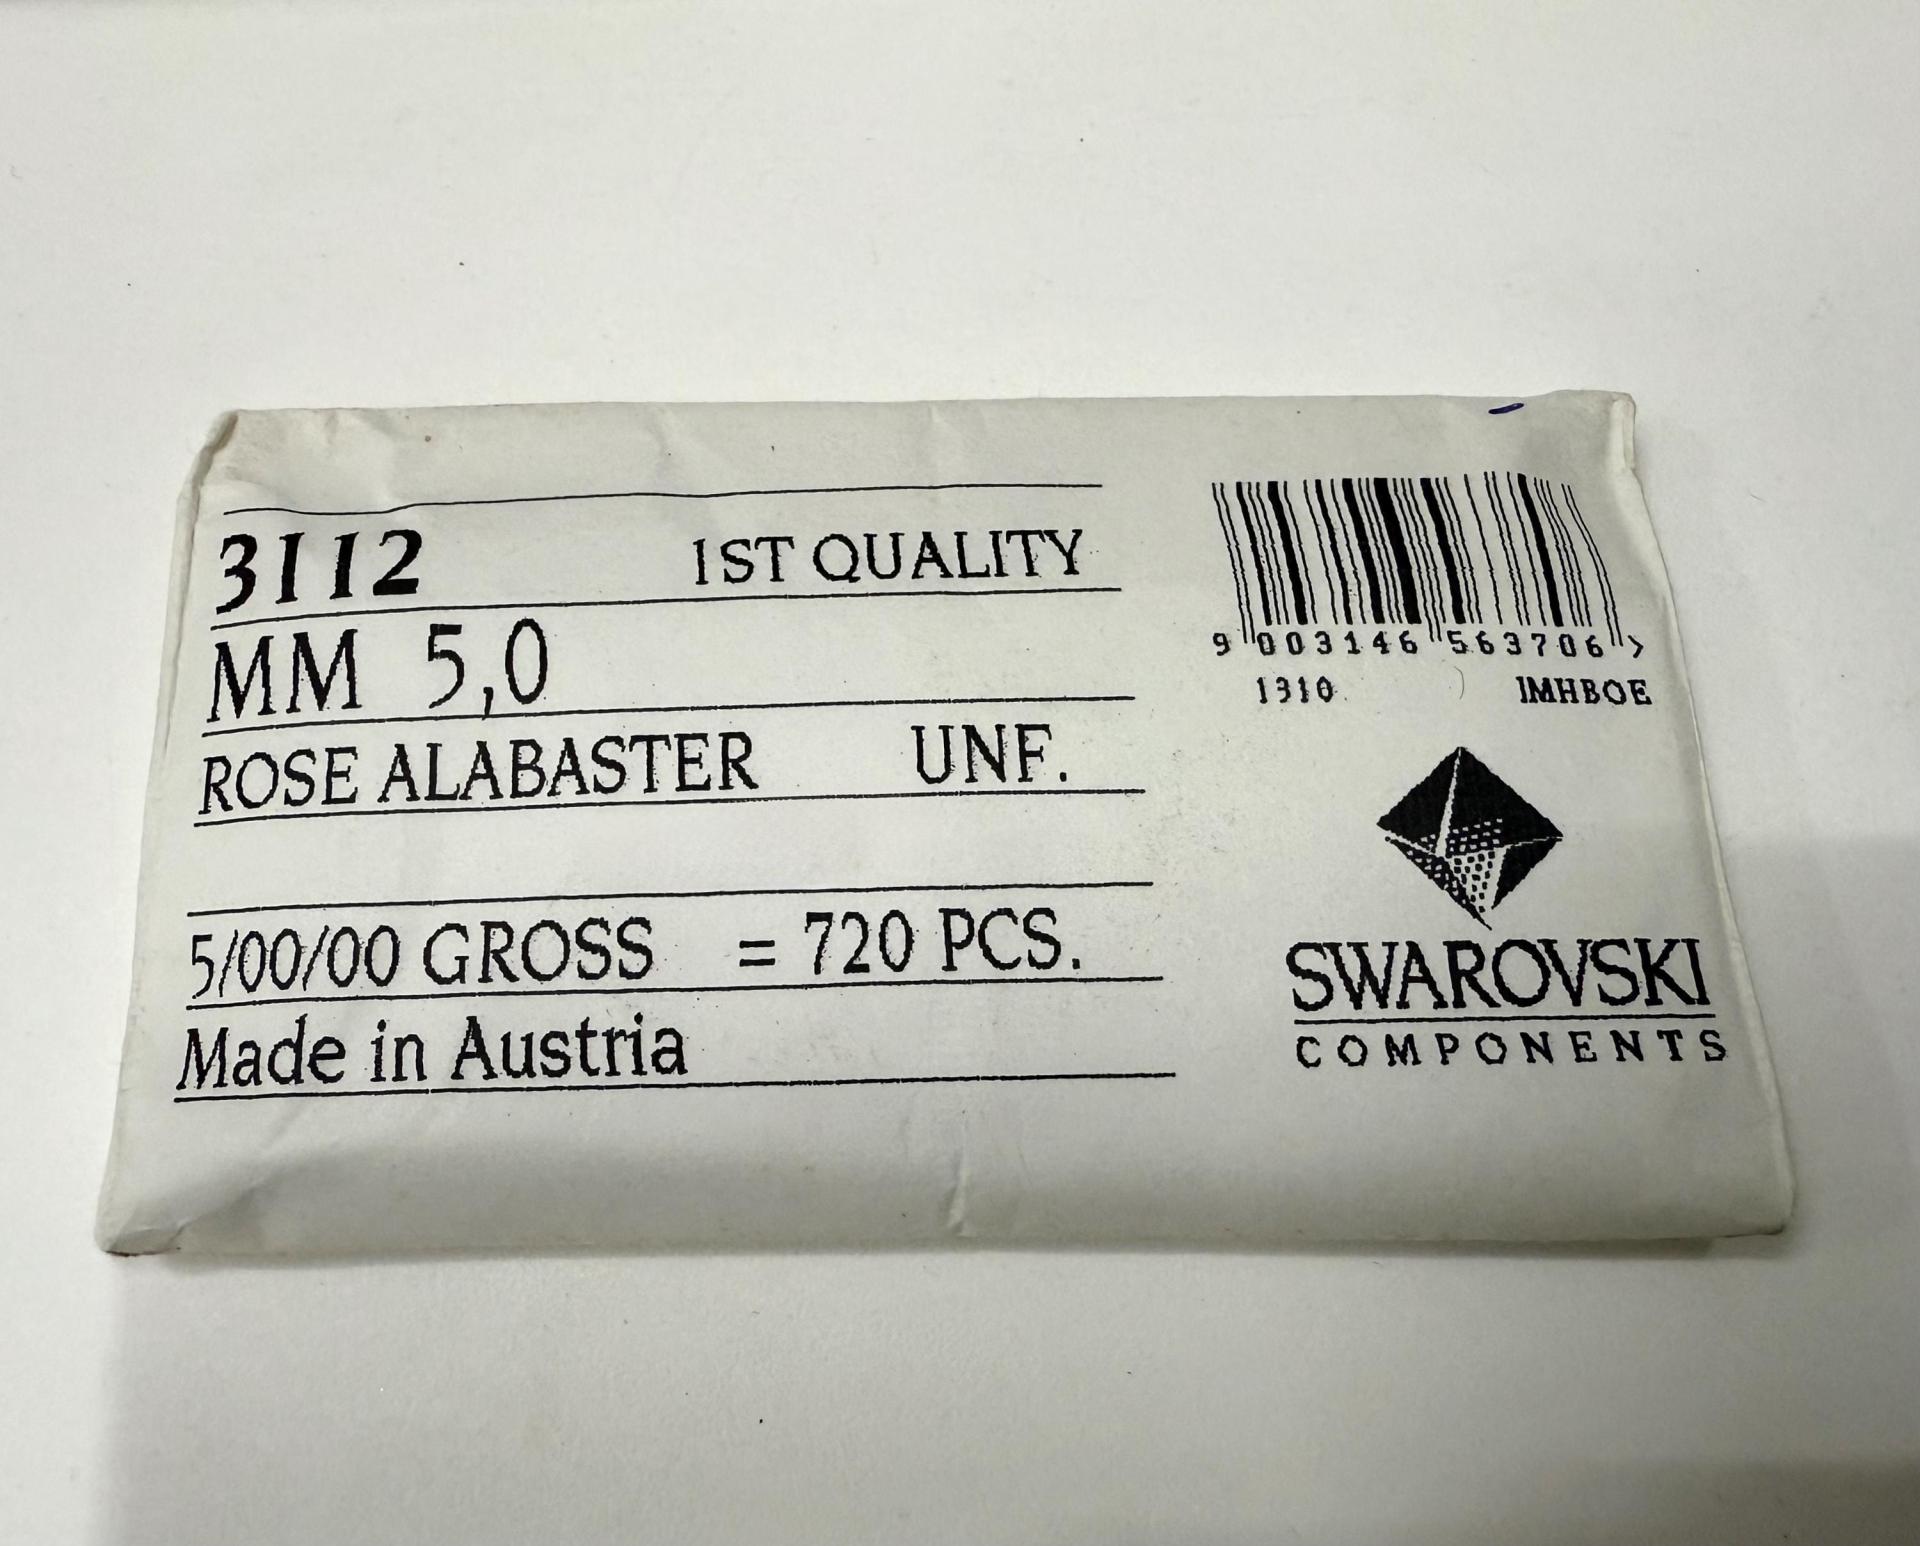 3112 1ST QUALITY
MM 5,0
ROSE ALABASTER UNF.
5/00/00 GROSS = 720 PCS.
Made in Austria
9 003146 563706 >
1310 IMHBOE
SWAROVSKI
COMPONENTS